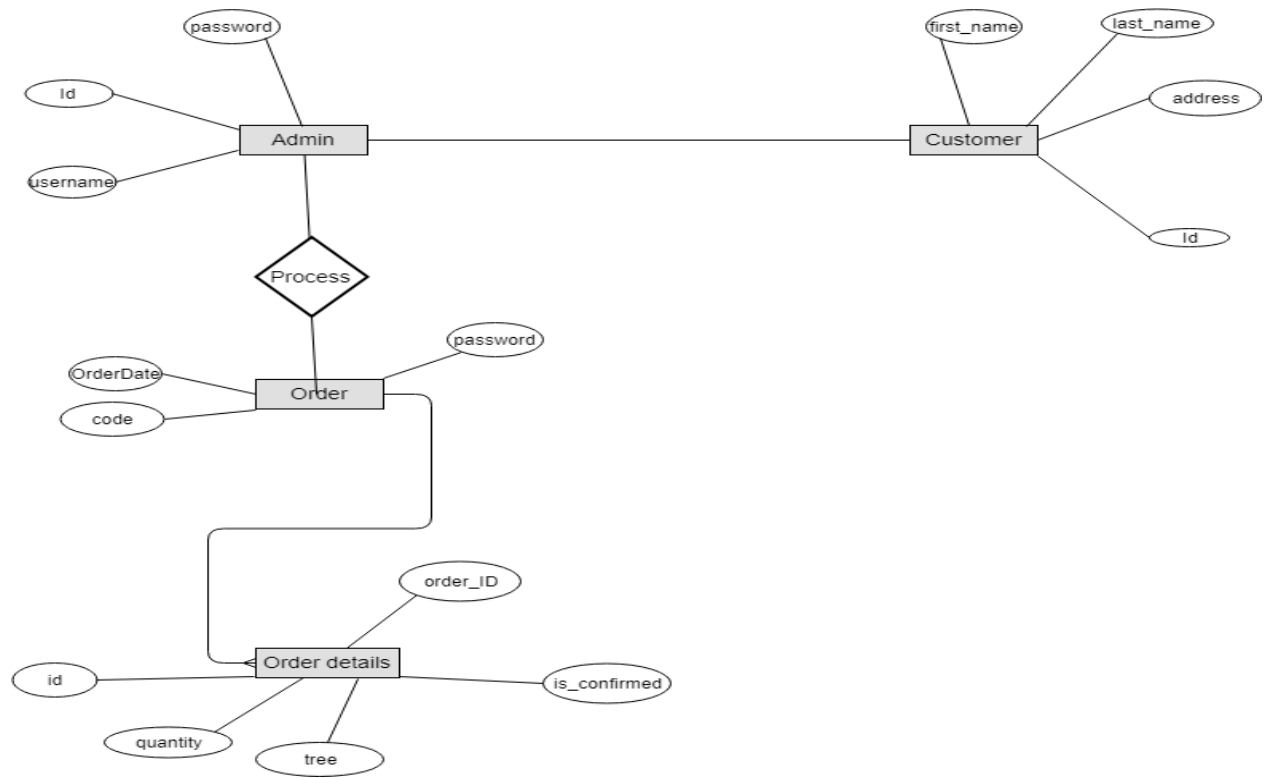 password
first_name
last_name
Id
address
Admin
Customer
username
Id
Process
password
OrderDate
Order
code
order_ID
Order details
id
is_confirmed
quantity
tree